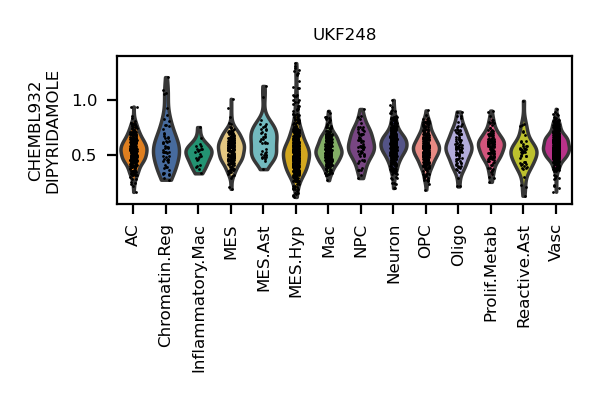 UKF248
CHEMBL932
DIPYRIDAMOLE
1.0
0.5
AC
Chromatin.Reg
Inflammatory.Mac
MES
MES.Ast
MES.Hyp
Mac
NPC
Neuron
OPC
Oligo
Prolif.Metab
Reactive.Ast
Vasc